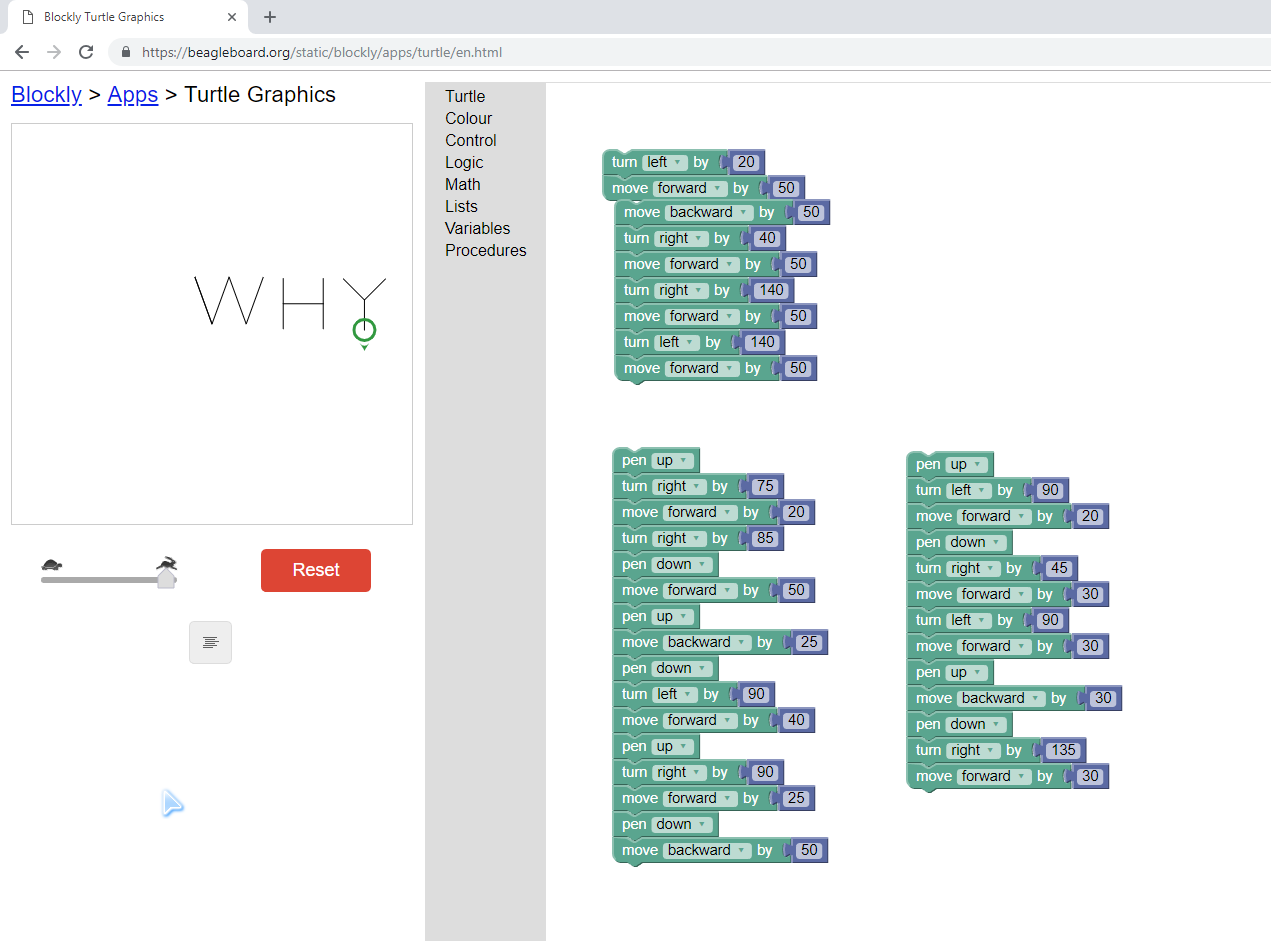 Blockly Turtle Graphics
https://beagleboard.org/static/blockly/apps/turtle/en.html
Blockly > Apps > Turtle Graphics
WHY
Reset
Turtle
Colour
Control
Logic
Math
Lists
Variables
Procedures
turn left by 20
move forward by 50
move backward by 50
turn right by 40
move forward by 50
turn right by 140
move forward by 50
turn left by 140
move forward by 50
pen up
turn right by 75
move forward by 20
turn right by 85
pen down
move forward by 50
pen up
move backward by 25
pen down
turn left by 90
move forward by 40
pen up
turn right by 90
move forward by 25
pen down
move backward by 50
pen up
turn left by 90
move forward by 20
pen down
turn right by 45
move forward by 30
turn left by 90
move forward by 30
pen up
move backward by 30
pen down
turn right by 135
move forward by 30